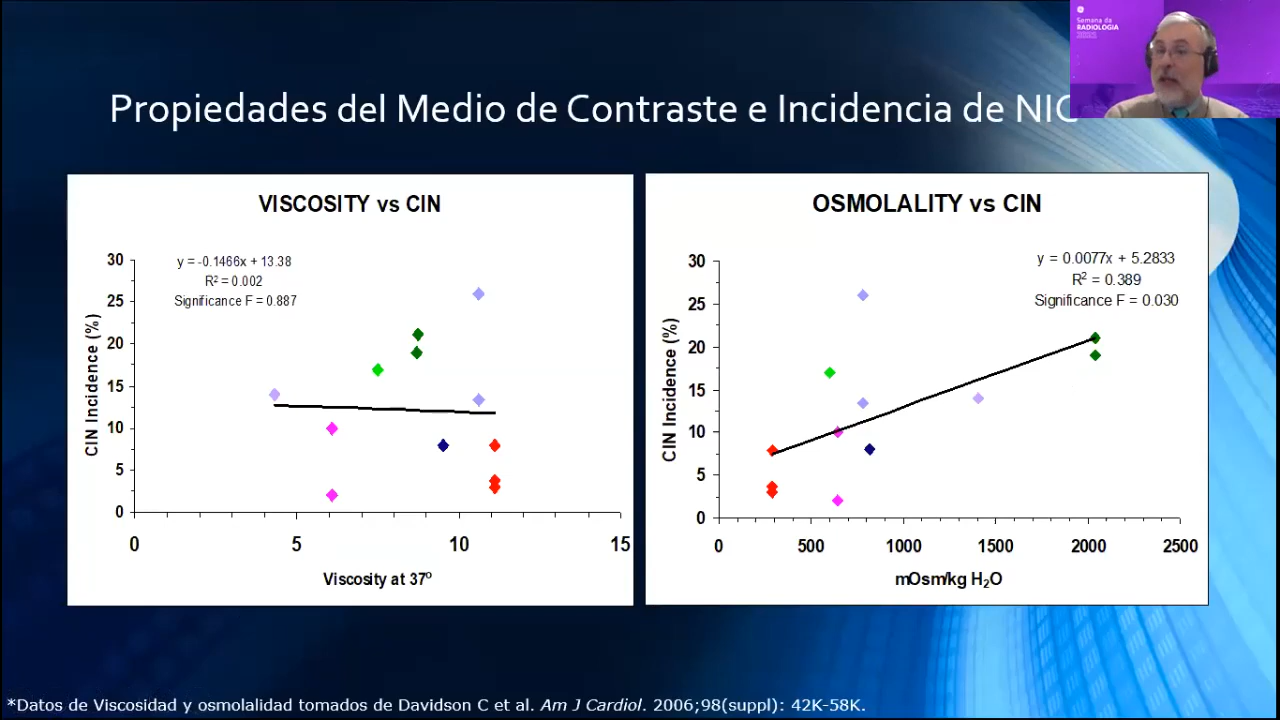 Semana da
RADIOLOGIA
Propiedades del Medio de Contraste e Incidencia de NIC
VISCOSITY vs CIN
y = -0.1466x + 13.38
R² = 0.002
Significance F = 0.887
CIN Incidence (%)
30
25
20
15
10
5
0
0 5 10 15
Viscosity at 37º
OSMOLALITY vs CIN
y = 0.0077x + 5.2833
R² = 0.389
Significance F = 0.030
CIN Incidence (%)
30
25
20
15
10
5
0
0 500 1000 1500 2000 2500
mOsm/kg H₂O
*Datos de Viscosidad y osmolalidad tomados de Davidson C et al. Am J Cardiol. 2006;98(suppl): 42K-58K.